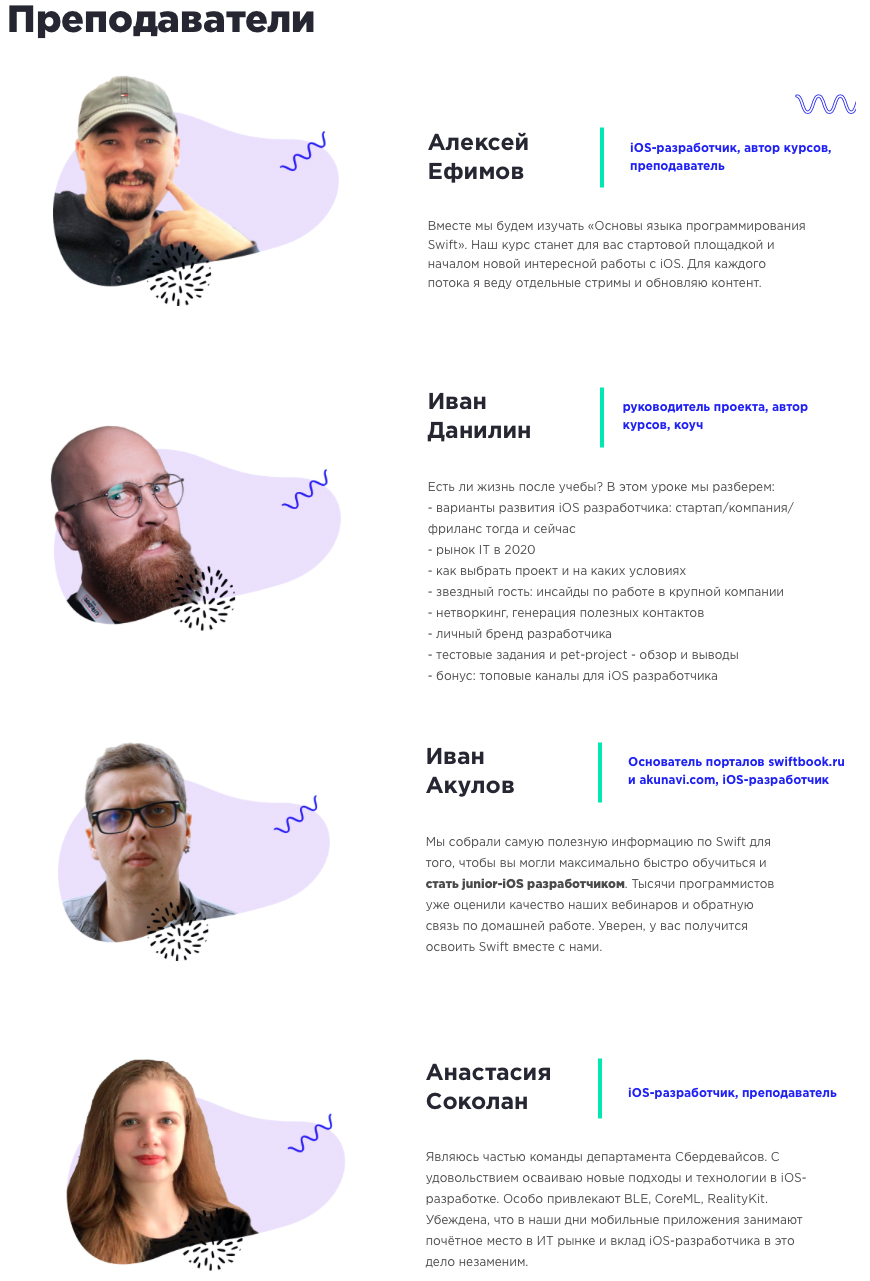 Преподаватели
Алексей
Ефимов
iOS-разработчик, автор курсов,
преподаватель
Вместе мы будем изучать «Основы языка программирования
Swift». Наш курс станет для вас стартовой площадкой и
началом новой интересной работы с iOS. Для каждого
потока я веду отдельные стримы и обновляю контент.
Иван
Данилин
руководитель проекта, автор
курсов, коуч
Есть ли жизнь после учебы? В этом уроке мы разберем:
- варианты развития iOS разработчика: стартап/компания/
фриланс тогда и сейчас
- рынок IT в 2020
- как выбрать проект и на каких условиях
- звездный гость: инсайды по работе в крупной компании
- нетворкинг, генерация полезных контактов
- личный бренд разработчика
- тестовые задания и pet-project - обзор и выводы
- бонус: топовые каналы для iOS разработчика
Иван
Акулов
Основатель порталов swiftbook.ru
и akunavi.com, iOS-разработчик
Мы собрали самую полезную информацию по Swift для
того, чтобы вы могли максимально быстро обучиться и
стать junior-iOS разработчиком. Тысячи программистов
уже оценили качество наших вебинаров и обратную
связь по домашней работе. Уверен, у вас получится
освоить Swift вместе с нами.
Анастасия
Соколан
iOS-разработчик, преподаватель
Являюсь частью команды департамента Сбердевайсов. С
удовольствием осваиваю новые подходы и технологии в iOS-
разработке. Особо привлекают BLE, CoreML, RealityKit.
Убеждена, что в наши дни мобильные приложения занимают
почётное место в ИТ рынке и вклад iOS-разработчика в это
дело незаменим.